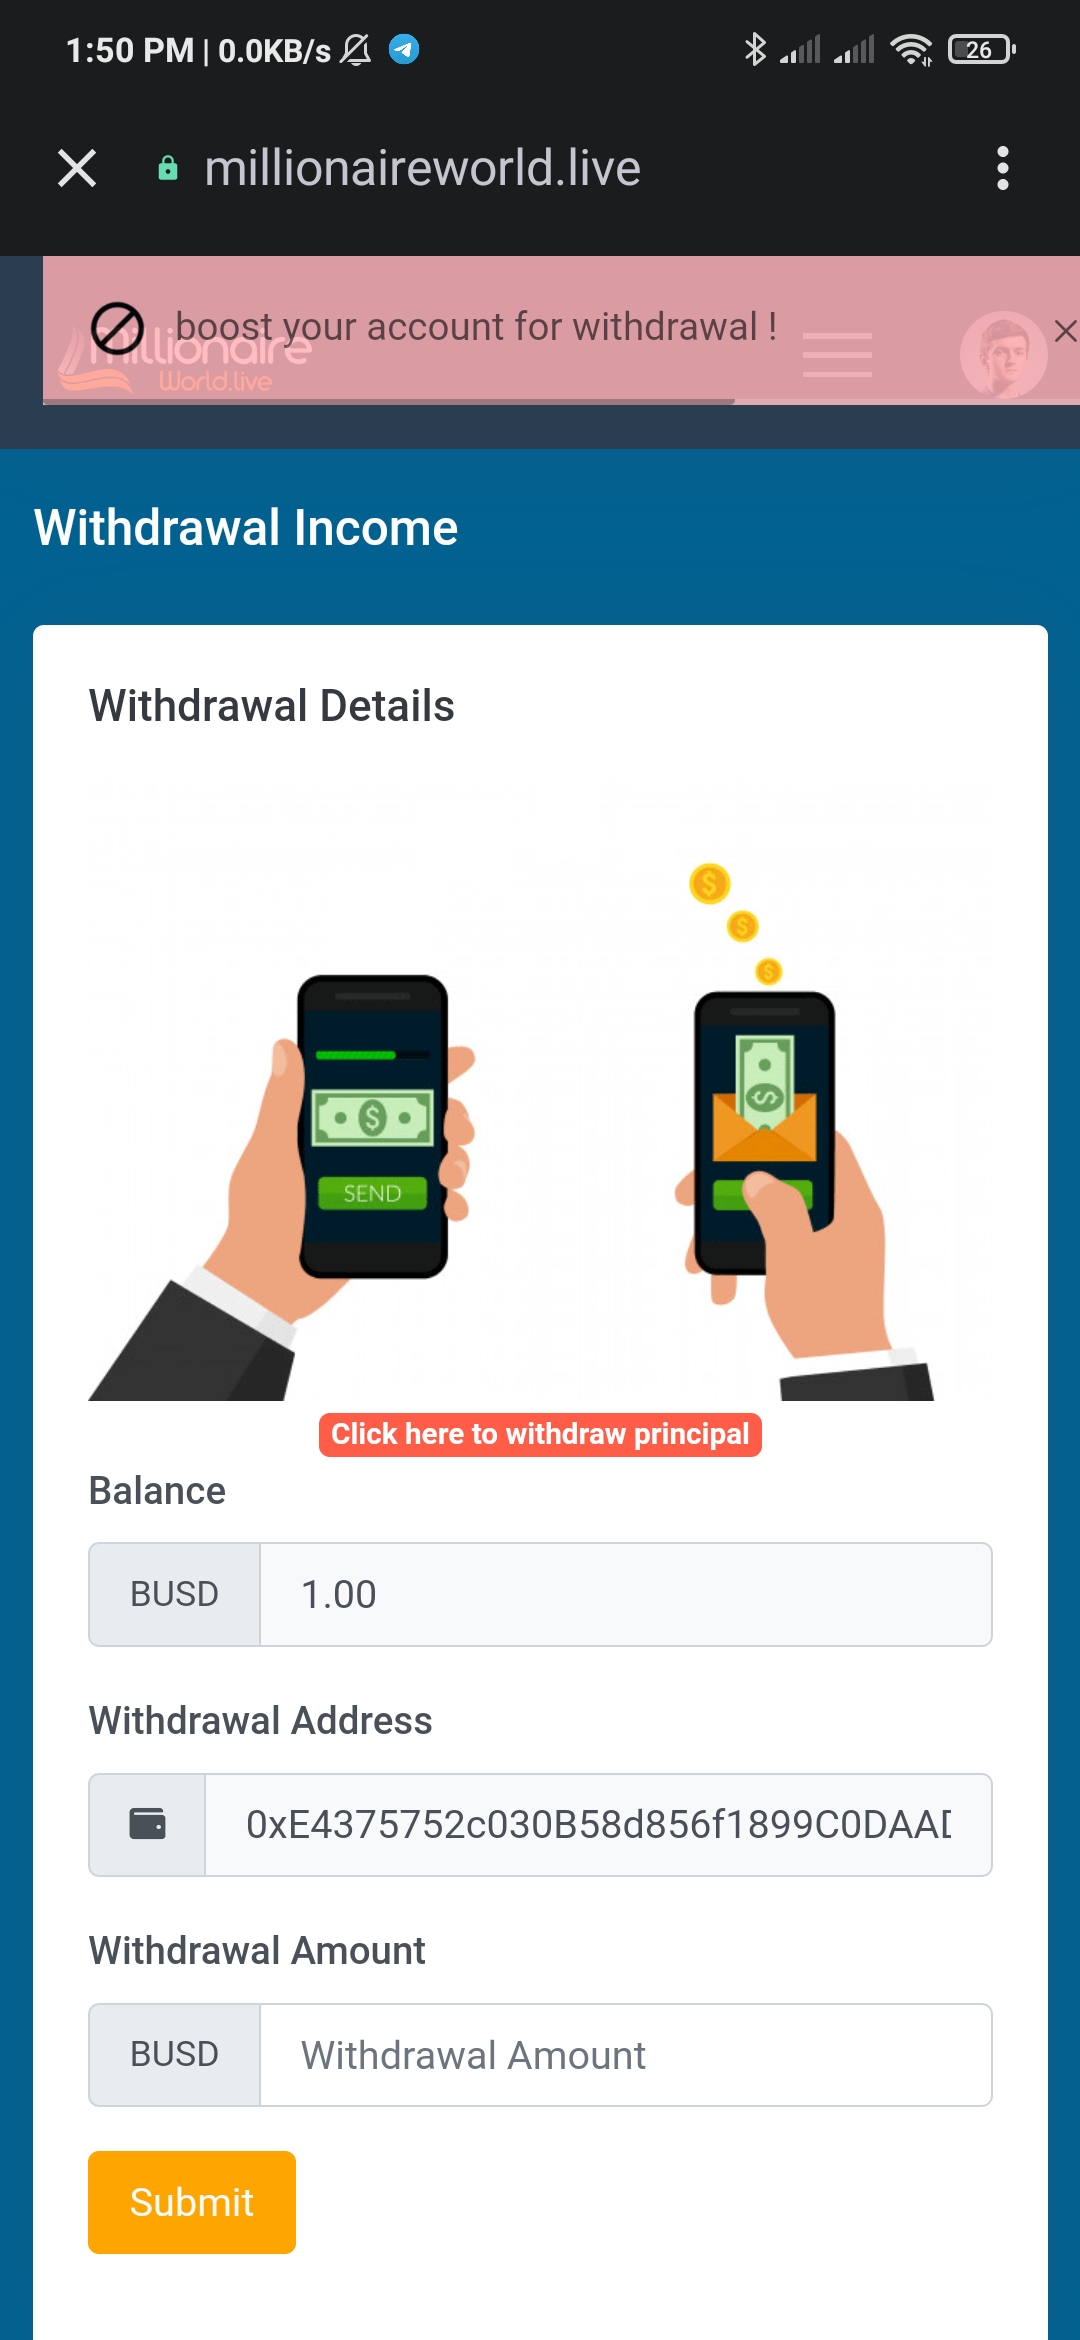 1:50 PM | 0.0KB/s
26
millionaireworld.live
boost your account for withdrawal !
Millionaire
World.live
Withdrawal Income
Withdrawal Details
SEND
Click here to withdraw principal
Balance
BUSD 1.00
Withdrawal Address
0xE4375752c030B58d856f1899C0DAA
Withdrawal Amount
BUSD Withdrawal Amount
Submit